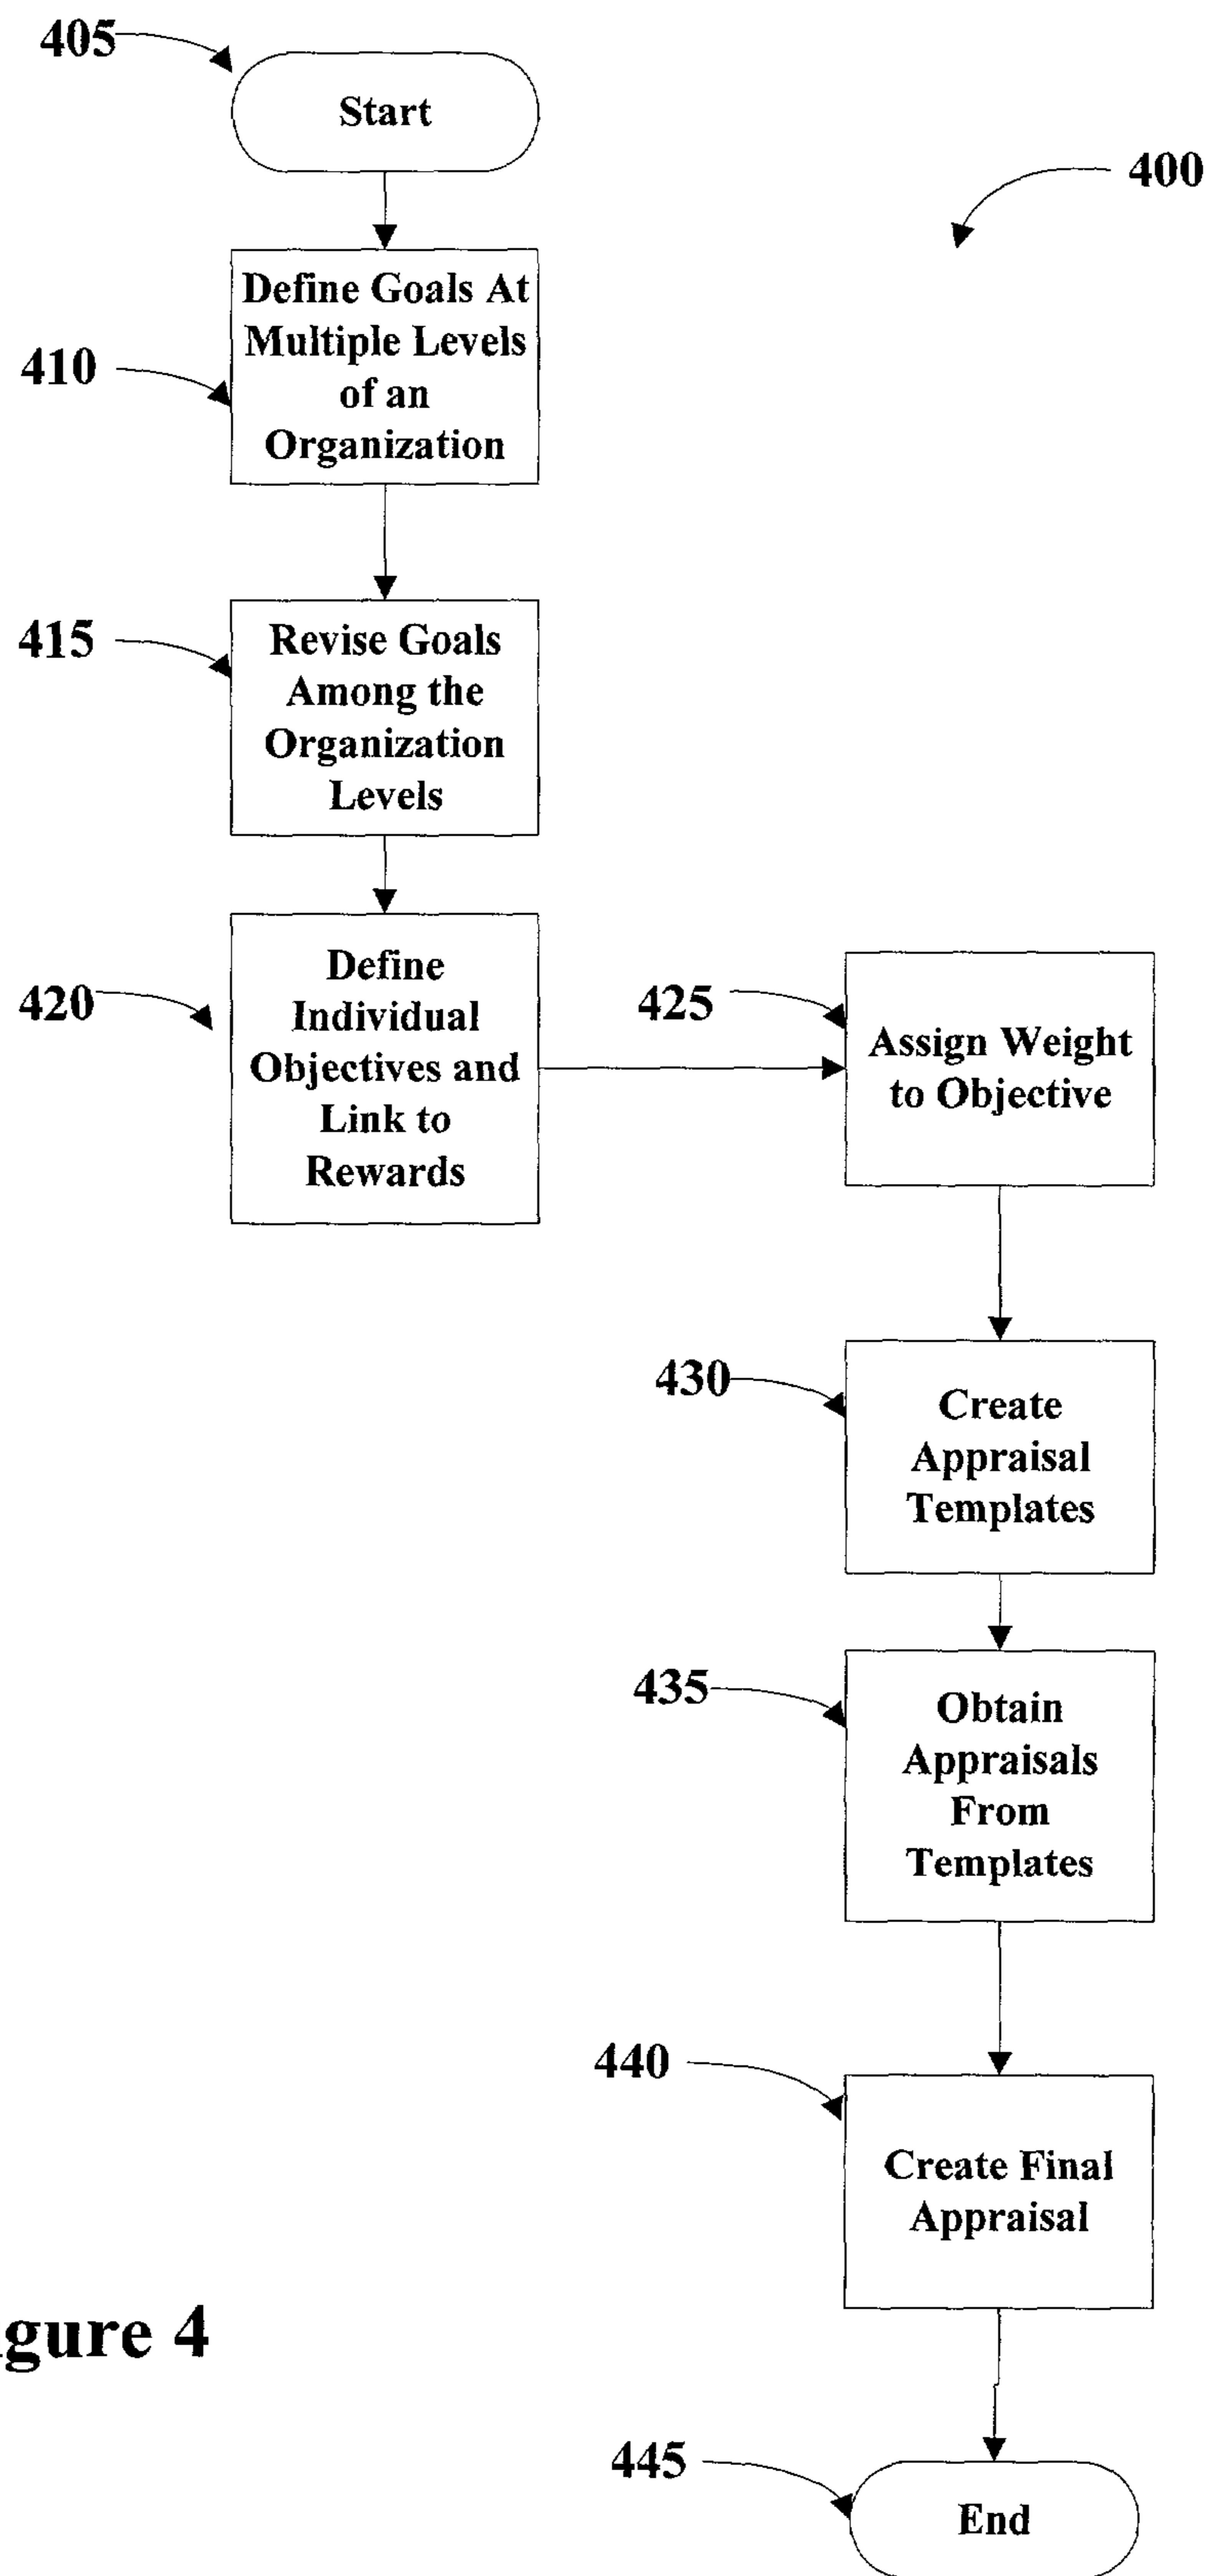 405
Start
400
Define Goals At
Multiple Levels
of an
Organization
410
415
Revise Goals
Among the
Organization
Levels
420
Define
Individual
Objectives and
Link to
Rewards
425
Assign Weight
to Objective
430
Create
Appraisal
Templates
435
Obtain
Appraisals
From
Templates
440
Create Final
Appraisal
gure 4
445
End